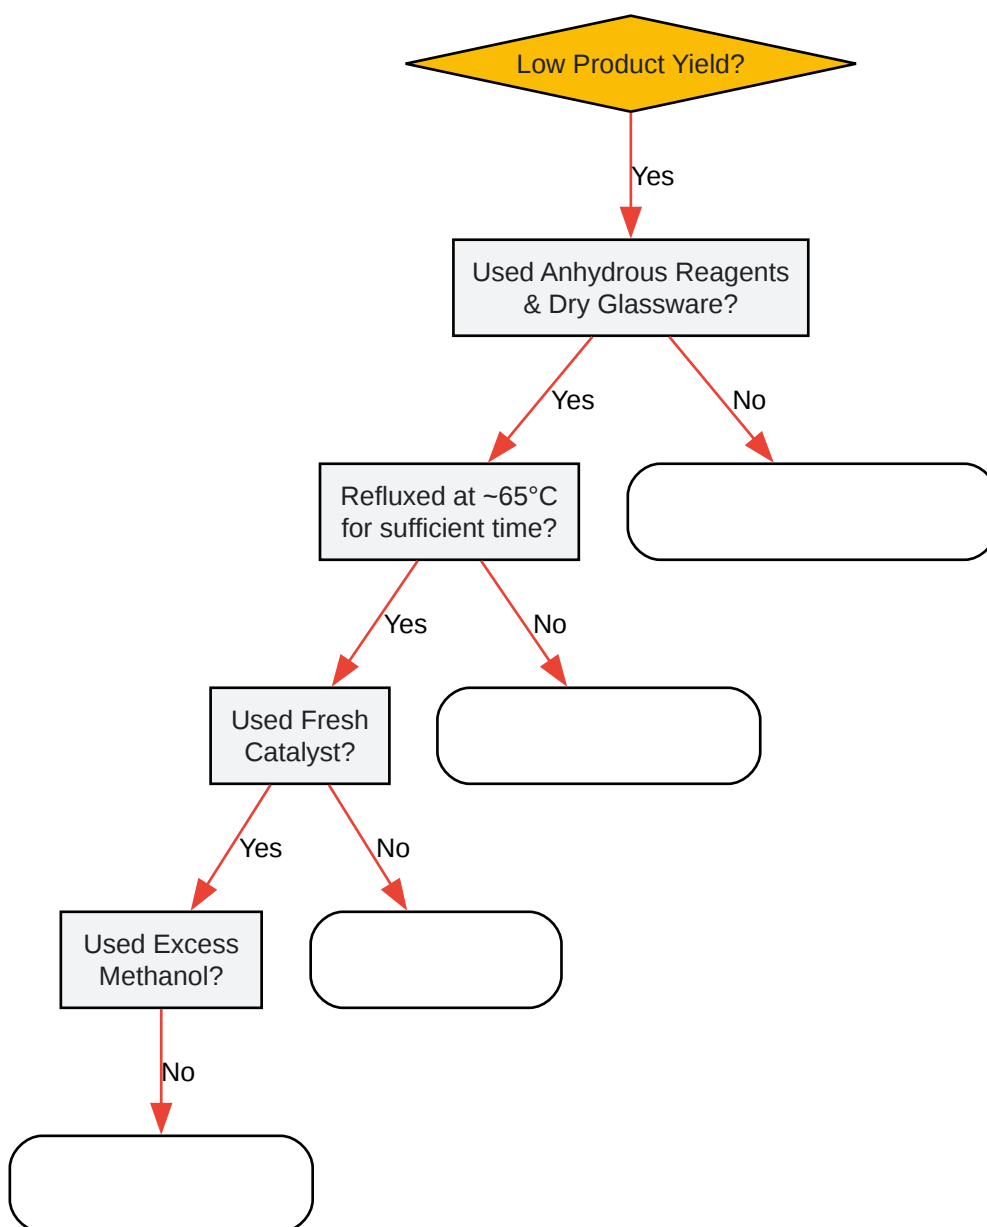 Low Product Yield?
Yes
Used Anhydrous Reagents
& Dry Glassware?
Yes
No
Refluxed at ~65°C
for sufficient time?
Yes
No
Used Fresh
Catalyst?
Yes
No
Used Excess
Methanol?
No